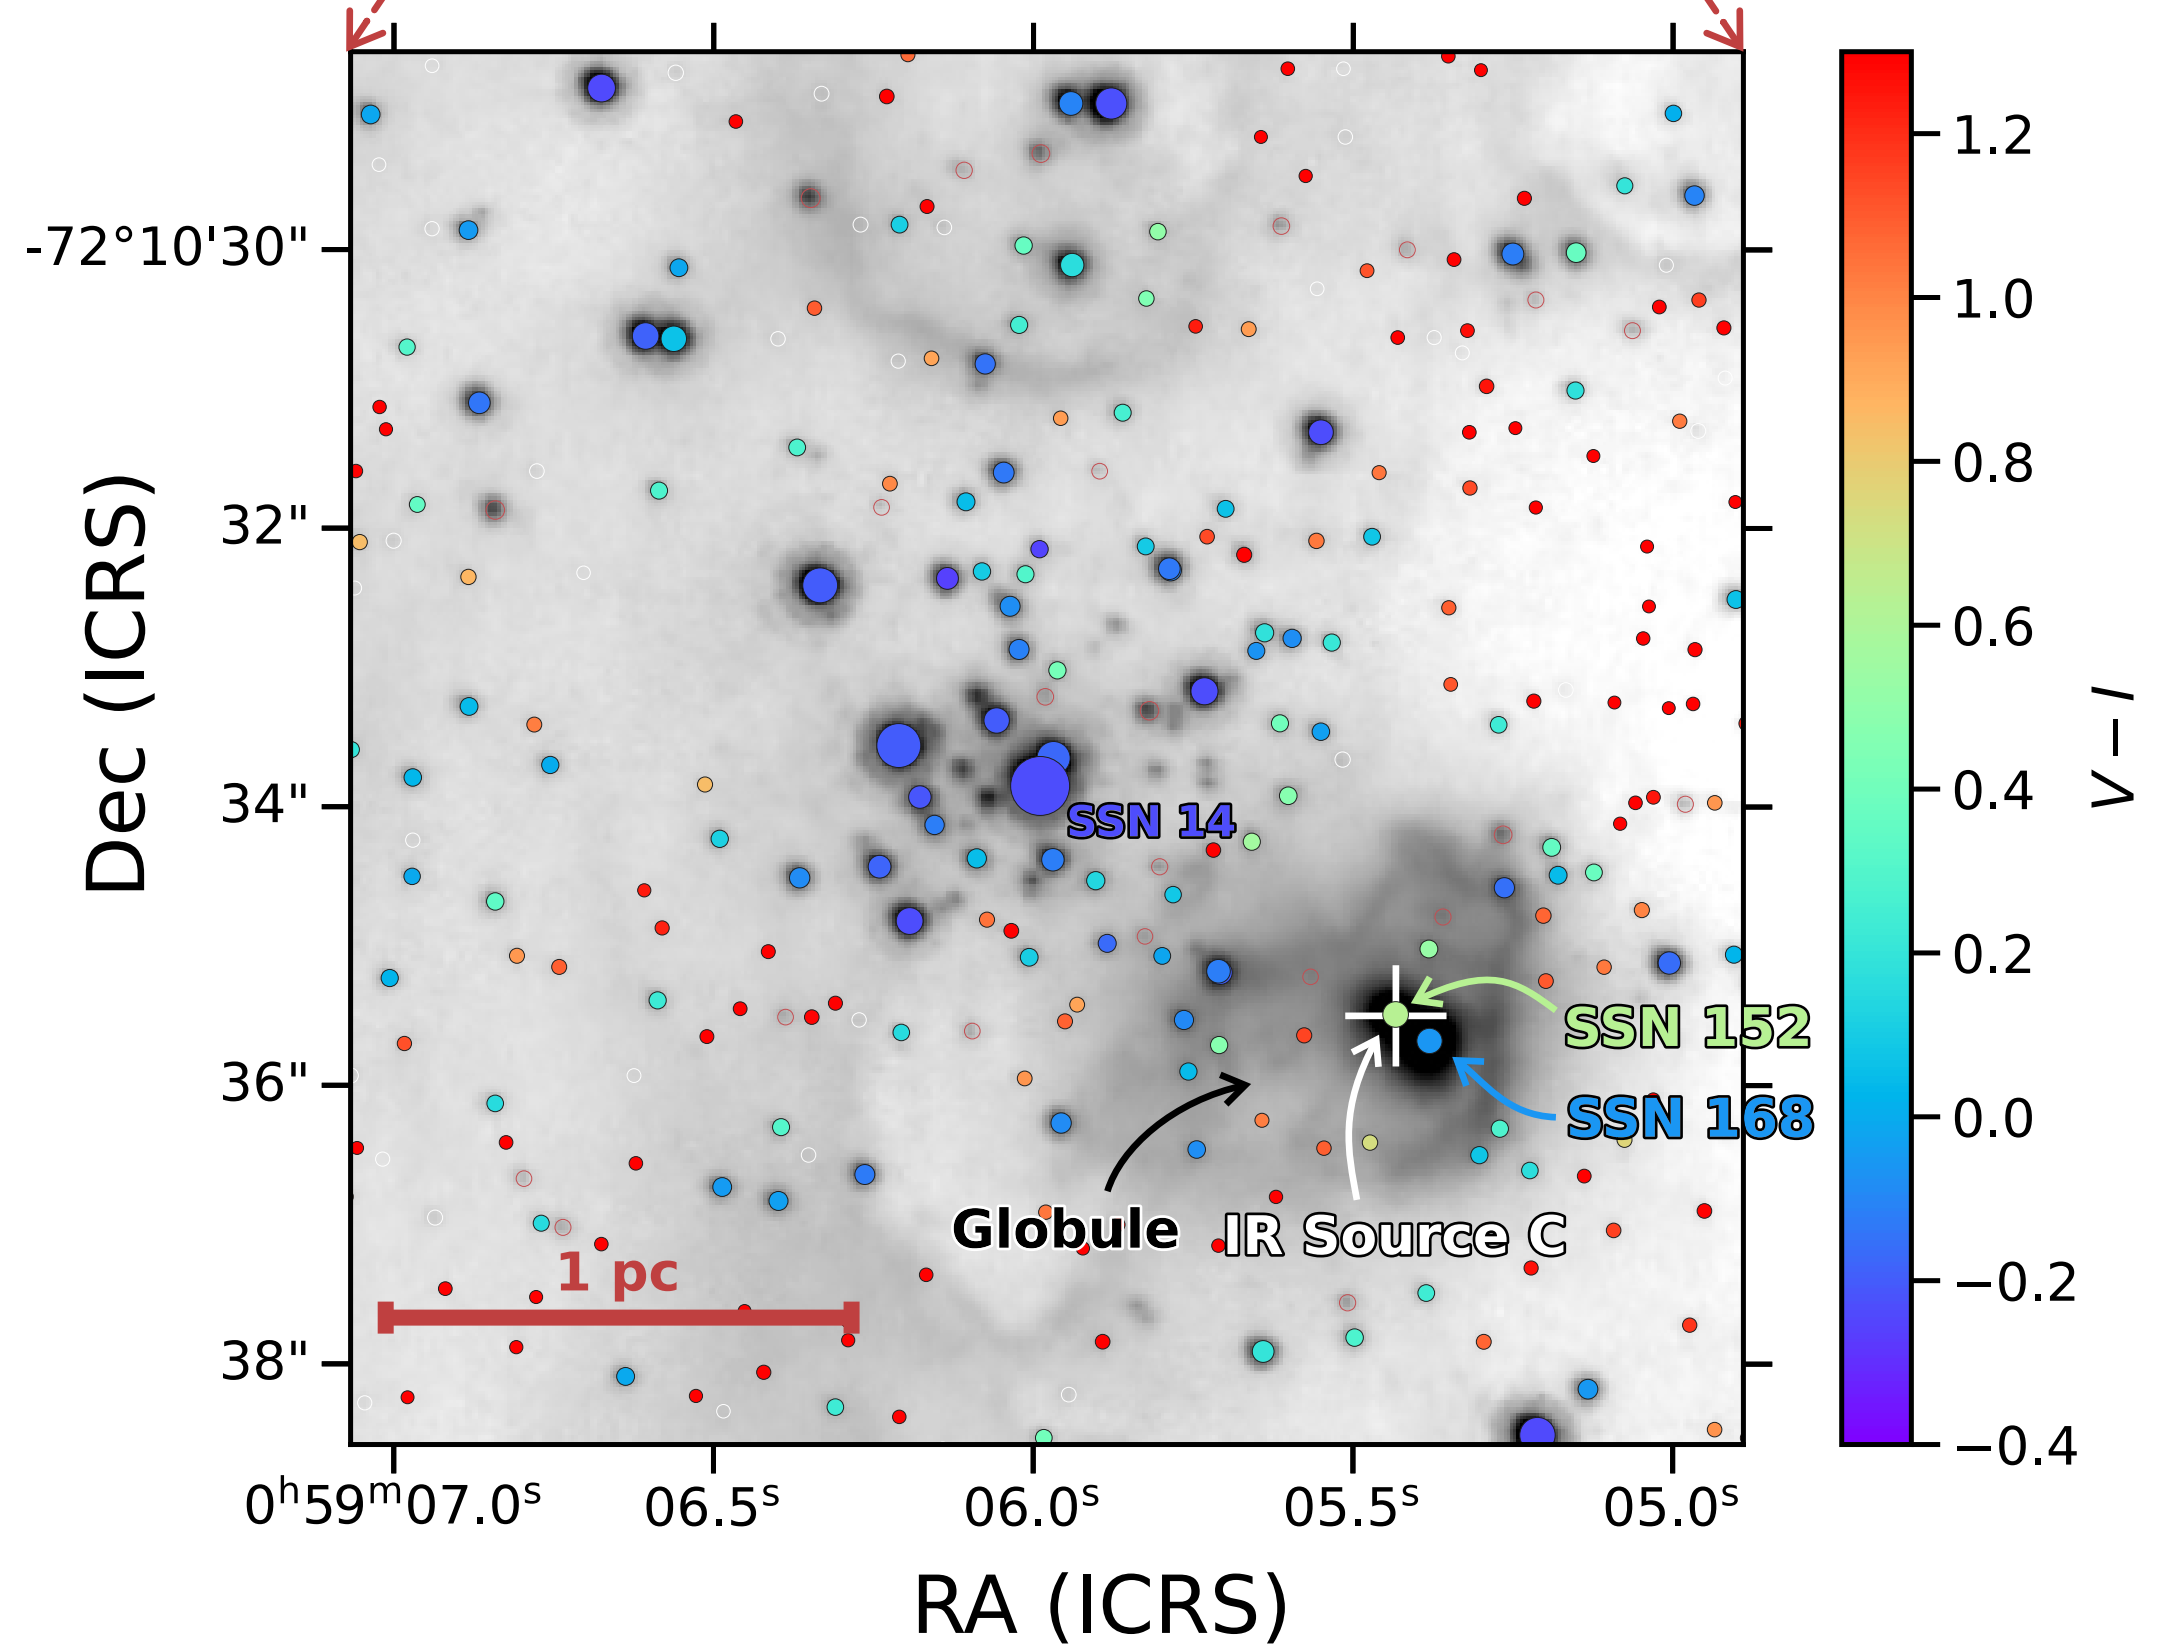 -72°10'30"
32"
34"
36"
38"
Dec (ICRS)
SSN 14
SSN 152
SSN 168
Globule
IR Source C
1 pc
0ʰ59ᵐ07.0ˢ
06.5ˢ
06.0ˢ
05.5ˢ
05.0ˢ
RA (ICRS)
1.2
1.0
0.8
0.6
0.4
0.2
0.0
−0.2
−0.4
V − I